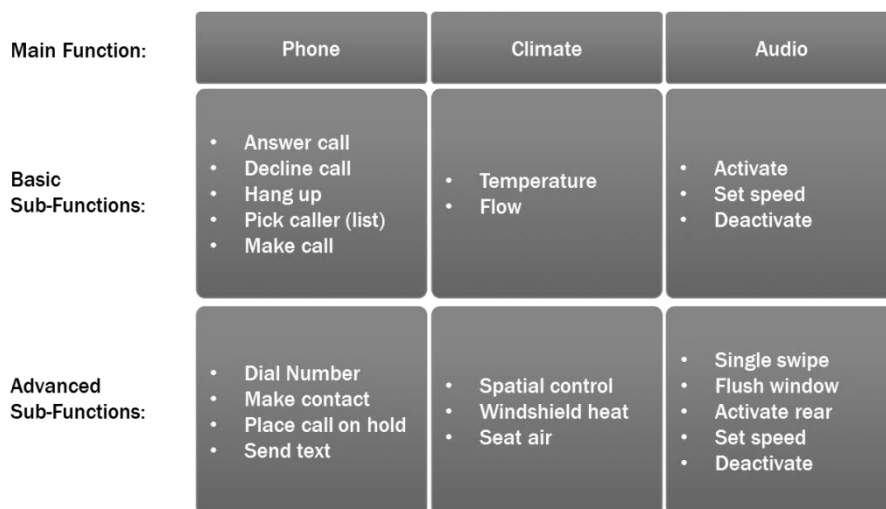 Main Function:
Phone
Climate
Audio
Basic
Sub-Functions:
• Answer call
• Decline call
• Hang up
• Pick caller (list)
• Make call
• Temperature
• Flow
• Activate
• Set speed
• Deactivate
Advanced
Sub-Functions:
• Dial Number
• Make contact
• Place call on hold
• Send text
• Spatial control
• Windshield heat
• Seat air
• Single swipe
• Flush window
• Activate rear
• Set speed
• Deactivate